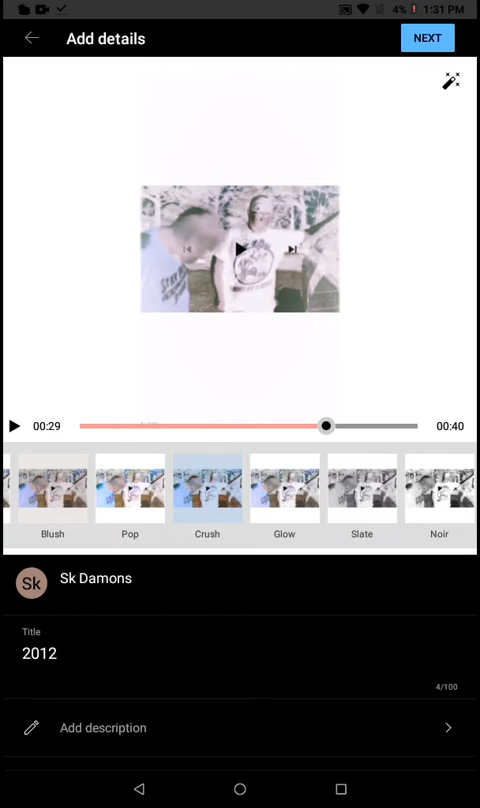 4% 1:31 PM
Add details
NEXT
STAY
00:29
00:40
Blush
Pop
Crush
Glow
Slate
Noir
Sk
Sk Damons
Title
2012
4/100
Add description